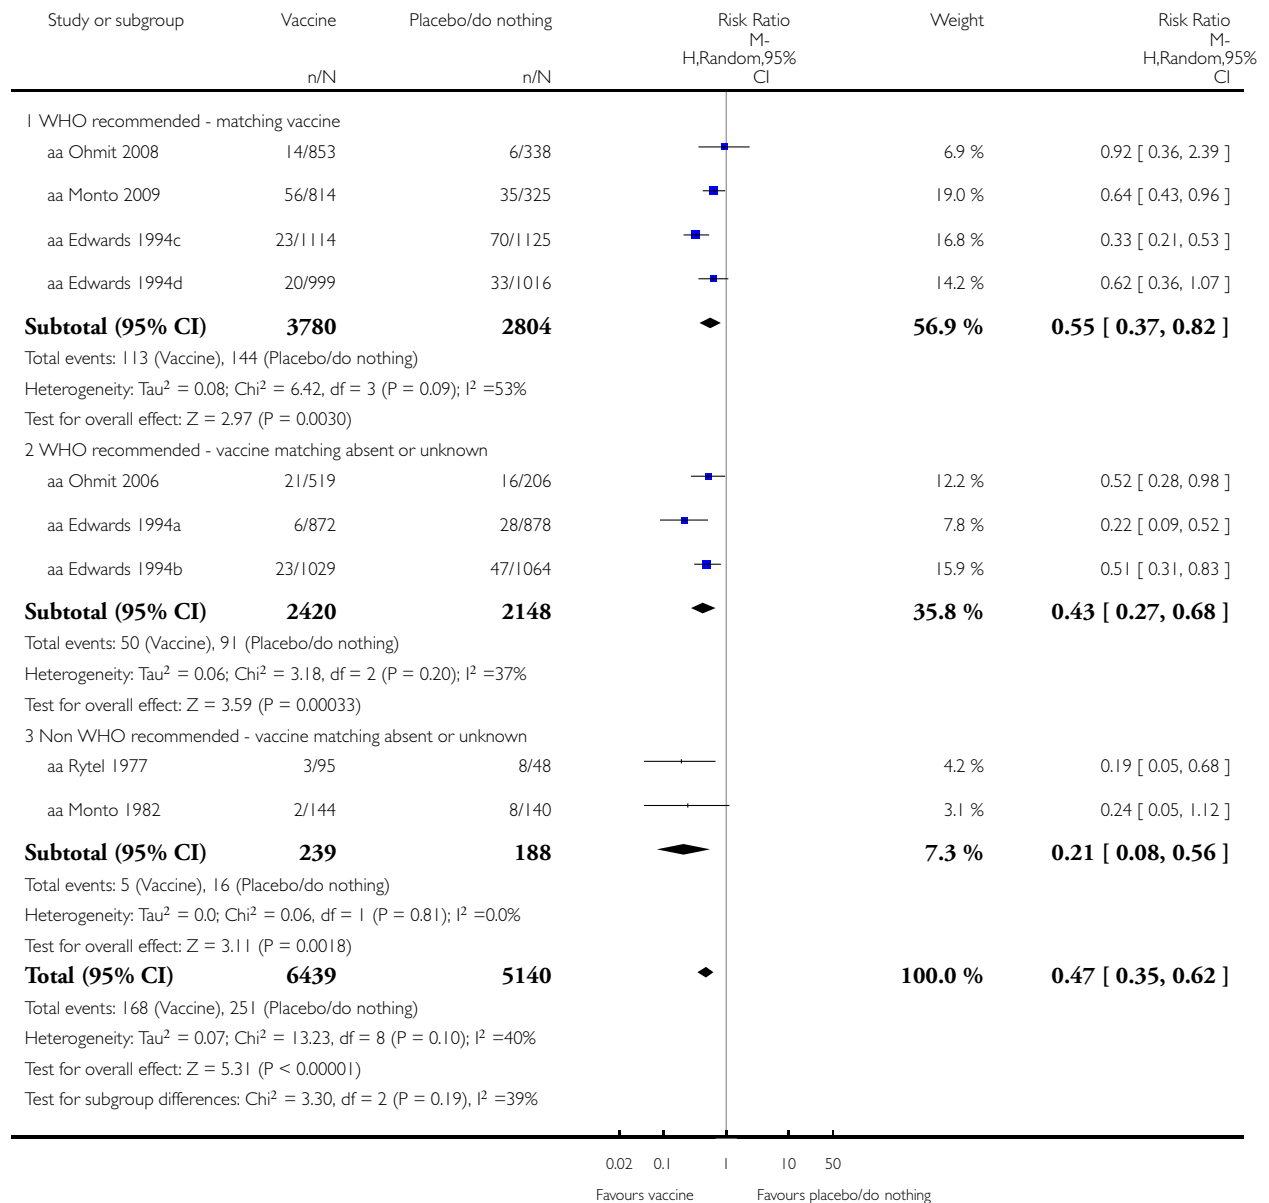 Study or subgroup Vaccine Placebo/do nothing Risk Ratio Weight Risk Ratio
M- M-
H,Random,95% H,Random,95%
n/N n/N CI CI
1 WHO recommended - matching vaccine
aa Ohmit 2008 14/853 6/338 6.9 % 0.92 [ 0.36, 2.39 ]
aa Monto 2009 56/814 35/325 19.0 % 0.64 [ 0.43, 0.96 ]
aa Edwards 1994c 23/1114 70/1125 16.8 % 0.33 [ 0.21, 0.53 ]
aa Edwards 1994d 20/999 33/1016 14.2 % 0.62 [ 0.36, 1.07 ]
Subtotal (95% CI) 3780 2804 56.9 % 0.55 [ 0.37, 0.82 ]
Total events: 113 (Vaccine), 144 (Placebo/do nothing)
Heterogeneity: Tau² = 0.08; Chi² = 6.42, df = 3 (P = 0.09); I² =53%
Test for overall effect: Z = 2.97 (P = 0.0030)
2 WHO recommended - vaccine matching absent or unknown
aa Ohmit 2006 21/519 16/206 12.2 % 0.52 [ 0.28, 0.98 ]
aa Edwards 1994a 6/872 28/878 7.8 % 0.22 [ 0.09, 0.52 ]
aa Edwards 1994b 23/1029 47/1064 15.9 % 0.51 [ 0.31, 0.83 ]
Subtotal (95% CI) 2420 2148 35.8 % 0.43 [ 0.27, 0.68 ]
Total events: 50 (Vaccine), 91 (Placebo/do nothing)
Heterogeneity: Tau² = 0.06; Chi² = 3.18, df = 2 (P = 0.20); I² =37%
Test for overall effect: Z = 3.59 (P = 0.00033)
3 Non WHO recommended - vaccine matching absent or unknown
aa Rytel 1977 3/95 8/48 4.2 % 0.19 [ 0.05, 0.68 ]
aa Monto 1982 2/144 8/140 3.1 % 0.24 [ 0.05, 1.12 ]
Subtotal (95% CI) 239 188 7.3 % 0.21 [ 0.08, 0.56 ]
Total events: 5 (Vaccine), 16 (Placebo/do nothing)
Heterogeneity: Tau² = 0.0; Chi² = 0.06, df = 1 (P = 0.81); I² =0.0%
Test for overall effect: Z = 3.11 (P = 0.0018)
Total (95% CI) 6439 5140 100.0 % 0.47 [ 0.35, 0.62 ]
Total events: 168 (Vaccine), 251 (Placebo/do nothing)
Heterogeneity: Tau² = 0.07; Chi² = 13.23, df = 8 (P = 0.10); I² =40%
Test for overall effect: Z = 5.31 (P < 0.00001)
Test for subgroup differences: Chi² = 3.30, df = 2 (P = 0.19), I² =39%
0.02 0.1 1 10 50
Favours vaccine Favours placebo/do nothing